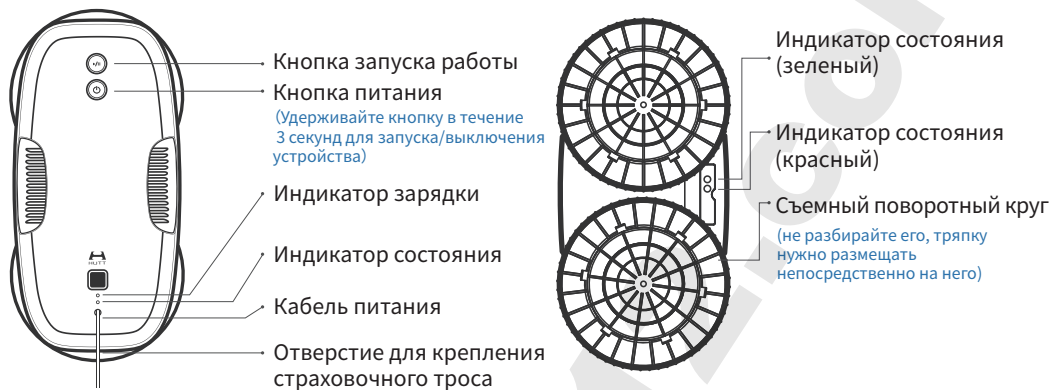 Кнопка запуска работы
Кнопка питания
(Удерживайте кнопку в течение
3 секунд для запуска/выключения
устройства)
Индикатор зарядки
Индикатор состояния
Кабель питания
Отверстие для крепления
страховочного троса
HUTT
Индикатор состояния
(зеленый)
Индикатор состояния
(красный)
Съемный поворотный круг
(не разбирайте его, тряпку
нужно размещать
непосредственно на него)